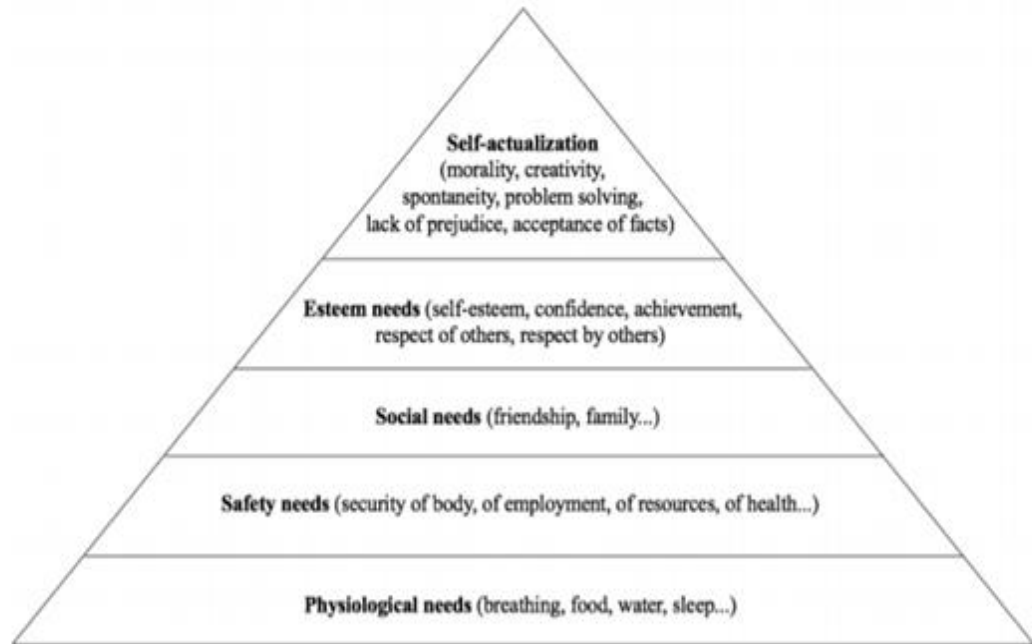 Self-actualization
(morality, creativity,
spontaneity, problem solving,
lack of prejudice, acceptance of facts)
Esteem needs (self-esteem, confidence, achievement,
respect of others, respect by others)
Social needs (friendship, family...)
Safety needs (security of body, of employment, of resources, of health...)
Physiological needs (breathing, food, water, sleep...)